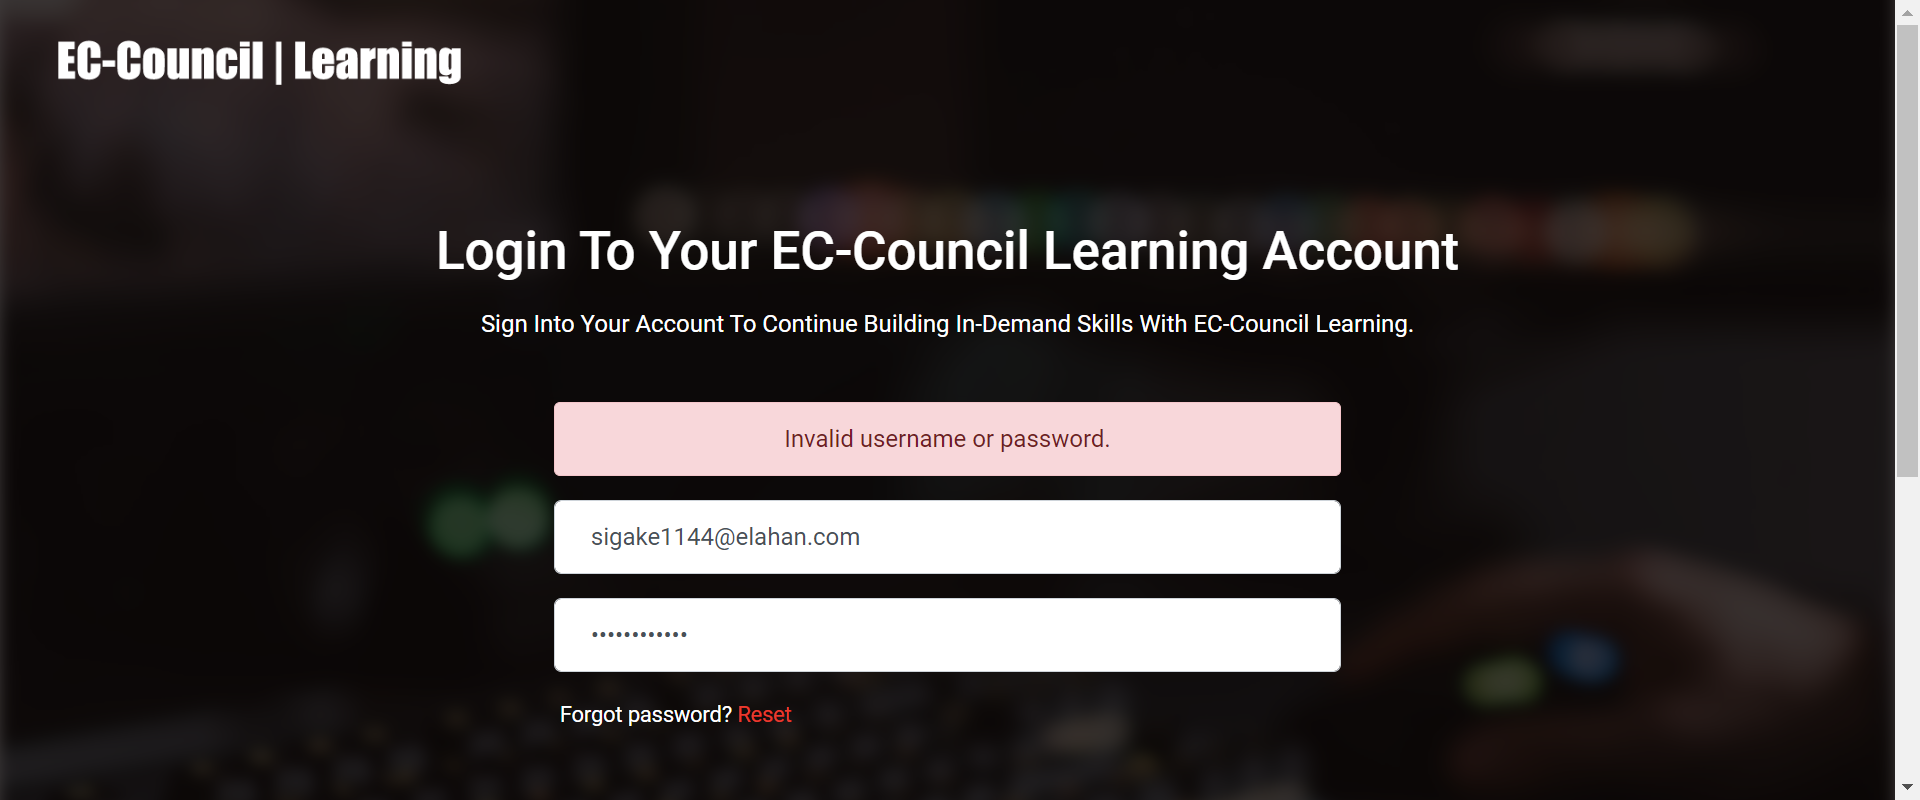 EC-Council | Learning
Login To Your EC-Council Learning Account
Sign Into Your Account To Continue Building In-Demand Skills With EC-Council Learning.
Invalid username or password.
sigake1144@elahan.com
••••••••••••
Forgot password? Reset